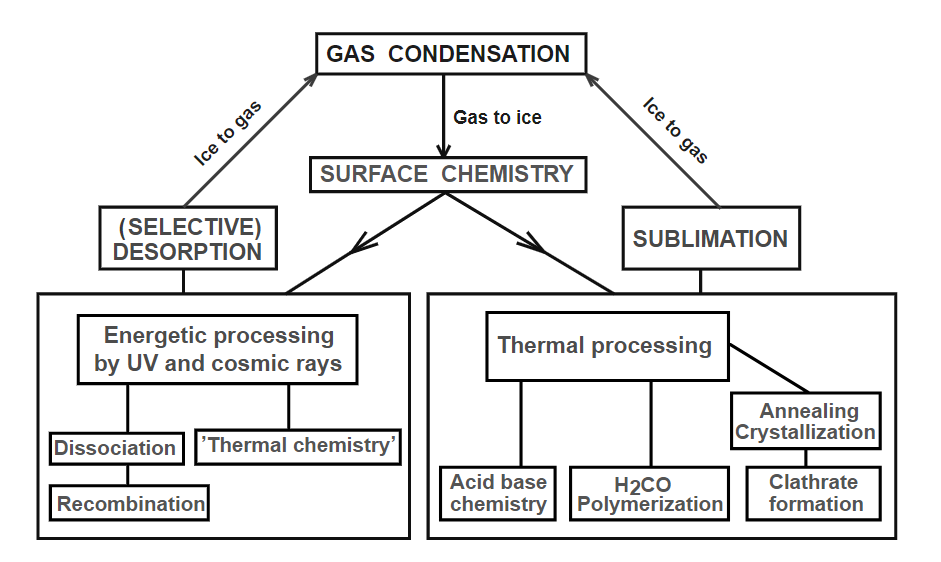 GAS CONDENSATION
Ice to gas
Gas to ice
Ice to gas
SURFACE CHEMISTRY
(SELECTIVE)
DESORPTION
SUBLIMATION
Energetic processing
by UV and cosmic rays
Dissociation
’Thermal chemistry’
Recombination
Thermal processing
Annealing
Crystallization
Acid base
chemistry
H2CO
Polymerization
Clathrate
formation